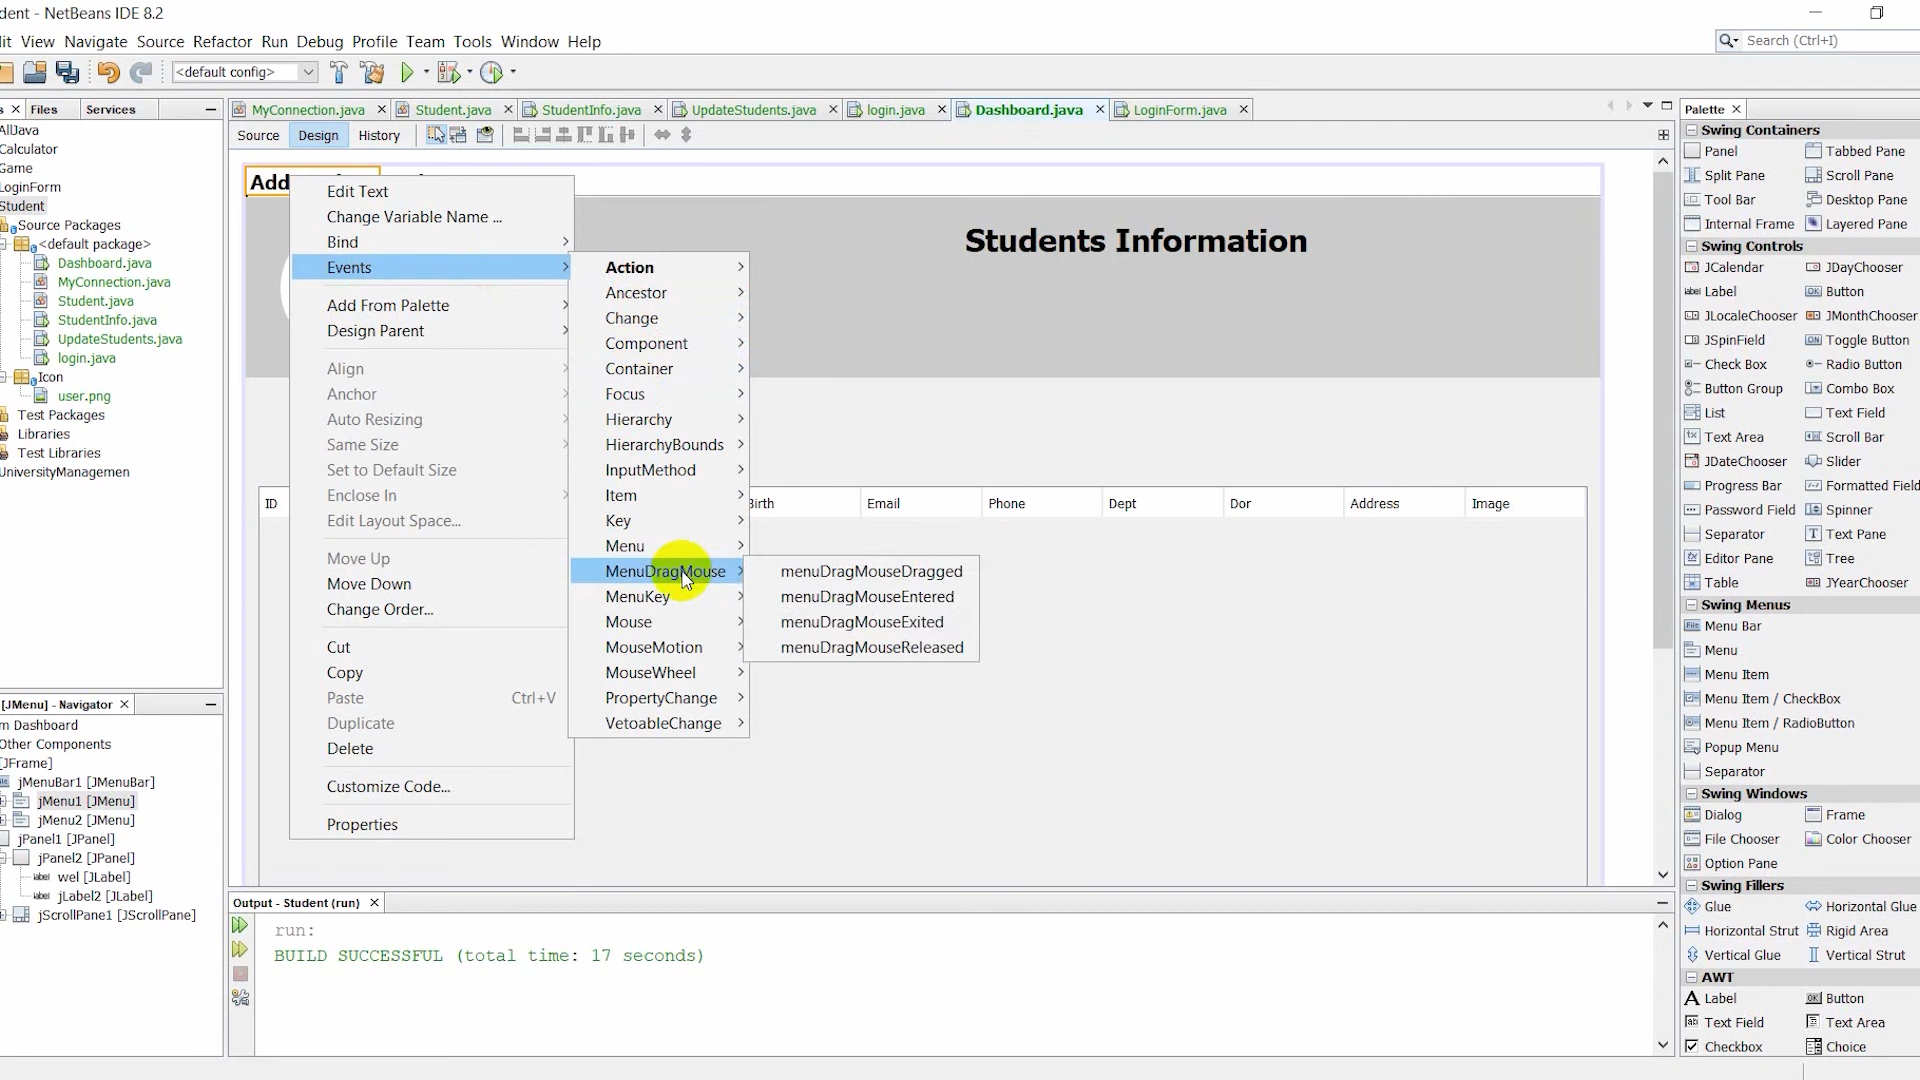 dent - NetBeans IDE 8.2
it View Navigate Source Refactor Run Debug Profile Team Tools Window Help
Search (Ctrl+I)
<default config>
s Files Services
MyConnection.java Student.java StudentInfo.java UpdateStudents.java login.java Dashboard.java LoginForm.java
Source Design History
AllJava
Calculator
Game
LoginForm
Student
Source Packages
<default package>
Dashboard.java
MyConnection.java
Student.java
StudentInfo.java
UpdateStudents.java
login.java
Icon
user.png
Test Packages
Libraries
Test Libraries
UniversityManagemen
[JMenu] - Navigator
m Dashboard
Other Components
[JFrame]
jMenuBar1 [JMenuBar]
jMenu1 [JMenu]
jMenu2 [JMenu]
jPanel1 [JPanel]
jPanel2 [JPanel]
wel [JLabel]
jLabel2 [JLabel]
jScrollPane1 [JScrollPane]
Add
Students Information
ID Birth Email Phone Dept Dor Address Image
Edit Text
Change Variable Name ...
Bind
Events
Add From Palette
Design Parent
Align
Anchor
Auto Resizing
Same Size
Set to Default Size
Enclose In
Edit Layout Space...
Move Up
Move Down
Change Order...
Cut
Copy
Paste Ctrl+V
Duplicate
Delete
Customize Code...
Properties
Action
Ancestor
Change
Component
Container
Focus
Hierarchy
HierarchyBounds
InputMethod
Item
Key
Menu
MenuDragMouse
MenuKey
Mouse
MouseMotion
MouseWheel
PropertyChange
VetoableChange
menuDragMouseDragged
menuDragMouseEntered
menuDragMouseExited
menuDragMouseReleased
Output - Student (run)
run:
BUILD SUCCESSFUL (total time: 17 seconds)
Palette
Swing Containers
Panel Tabbed Pane
Split Pane Scroll Pane
Tool Bar Desktop Pane
Internal Frame Layered Pane
Swing Controls
JCalendar JDayChooser
label Label OK Button
JLocaleChooser JMonthChooser
JSpinField ON Toggle Button
Check Box Radio Button
Button Group Combo Box
List Text Field
Text Area Scroll Bar
JDateChooser Slider
Progress Bar Formatted Field
Password Field Spinner
Separator Text Pane
Editor Pane Tree
Table JYearChooser
Swing Menus
Menu Bar
Menu
Menu Item
Menu Item / CheckBox
Menu Item / RadioButton
Popup Menu
Separator
Swing Windows
Dialog Frame
File Chooser Color Chooser
Option Pane
Swing Fillers
Glue Horizontal Glue
Horizontal Strut Rigid Area
Vertical Glue Vertical Strut
AWT
Label OK Button
Text Field Text Area
Checkbox Choice